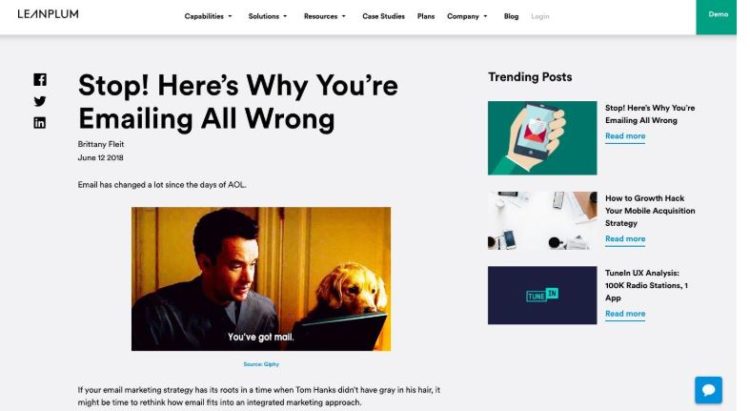 LEANPLUM
Capabilities Solutions Resources Case Studies Plans Company Blog Login
Demo
Stop! Here's Why You're
Emailing All Wrong
Brittany Fleit
June 12 2018
Email has changed a lot since the days of AOL.
You've got mail.
Source: Giphy
If your email marketing strategy has its roots in a time when Tom Hanks didn't have gray in his hair, it
might be time to rethink how email fits into an integrated marketing approach.
Trending Posts
Stop! Here's Why You're
Emailing All Wrong
Read more
How to Growth Hack
Your Mobile Acquisition
Strategy
Read more
TUNE IN
TuneIn UX Analysis:
100K Radio Stations, 1
App
Read more